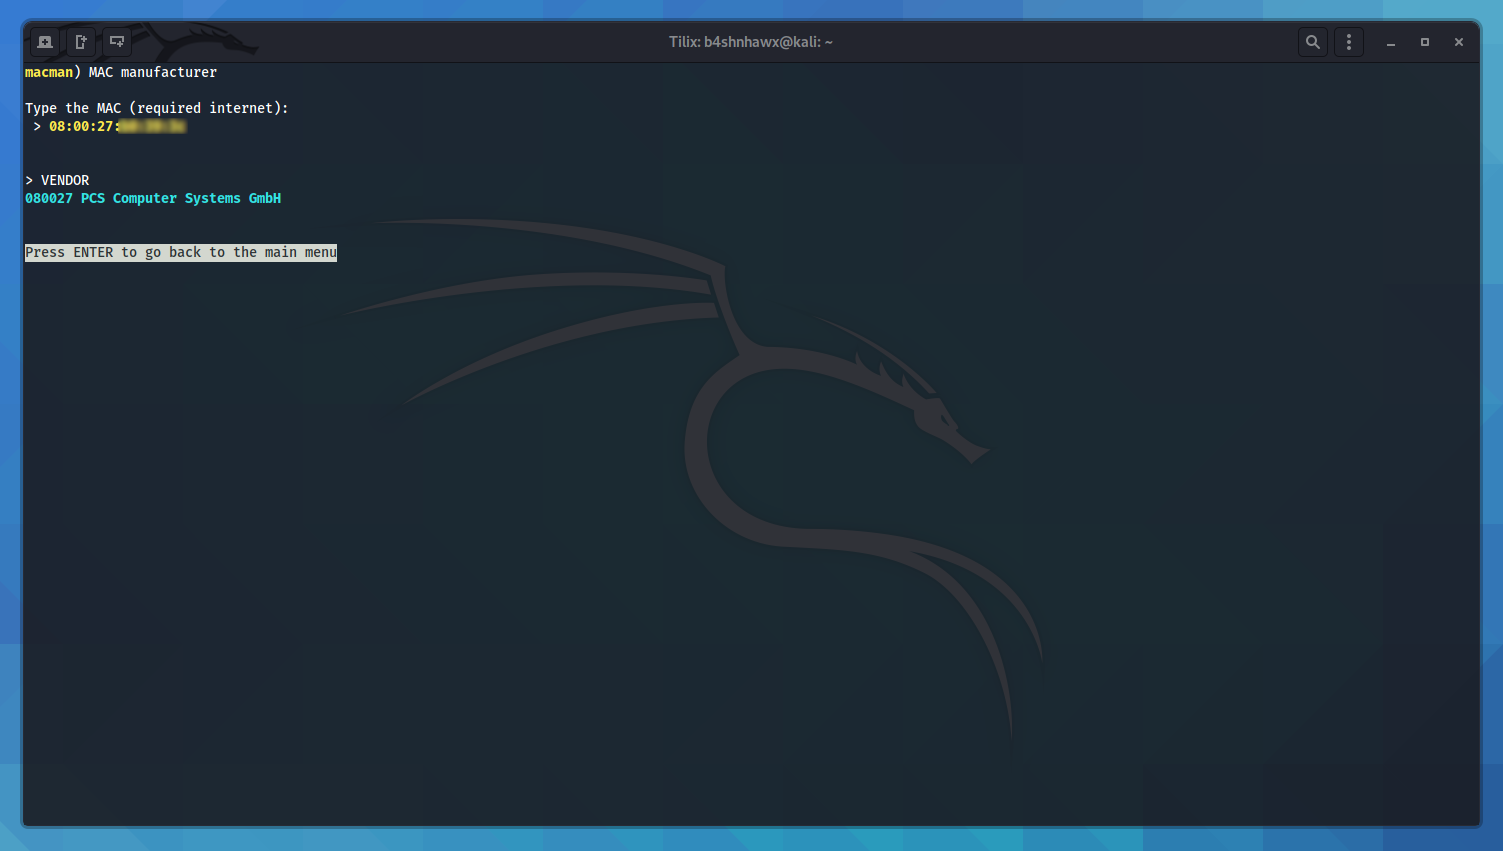 Tilix: b4shnhawx@kali: ~
macman) MAC manufacturer
Type the MAC (required internet):
> 08:00:27:
> VENDOR
080027 PCS Computer Systems GmbH
Press ENTER to go back to the main menu